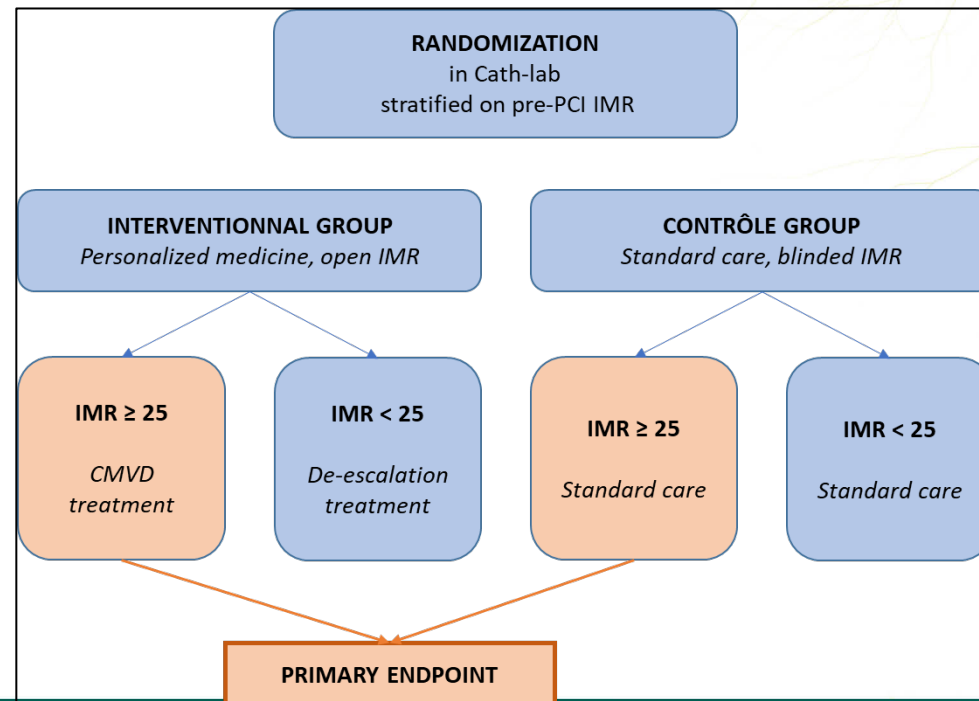 RANDOMIZATION
in Cath-lab
stratified on pre-PCI IMR
INTERVENTIONNAL GROUP
Personalized medicine, open IMR
CONTRÔLE GROUP
Standard care, blinded IMR
IMR ≥ 25
CMVD
treatment
IMR < 25
De-escalation
treatment
IMR ≥ 25
Standard care
IMR < 25
Standard care
PRIMARY ENDPOINT